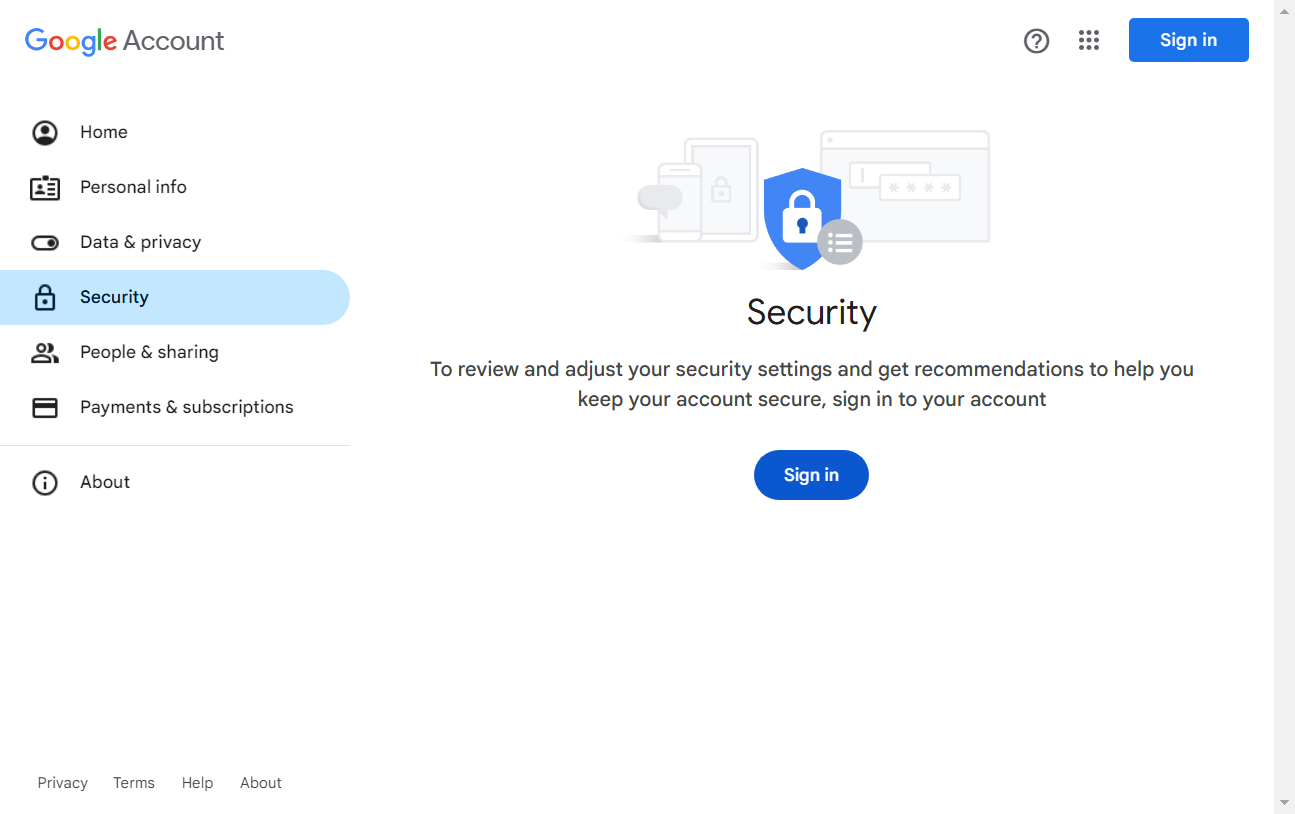 Google Account
Sign in
Home
Personal info
Data & privacy
Security
People & sharing
Payments & subscriptions
About
Security
To review and adjust your security settings and get recommendations to help you
keep your account secure, sign in to your account
Sign in
Privacy Terms Help About